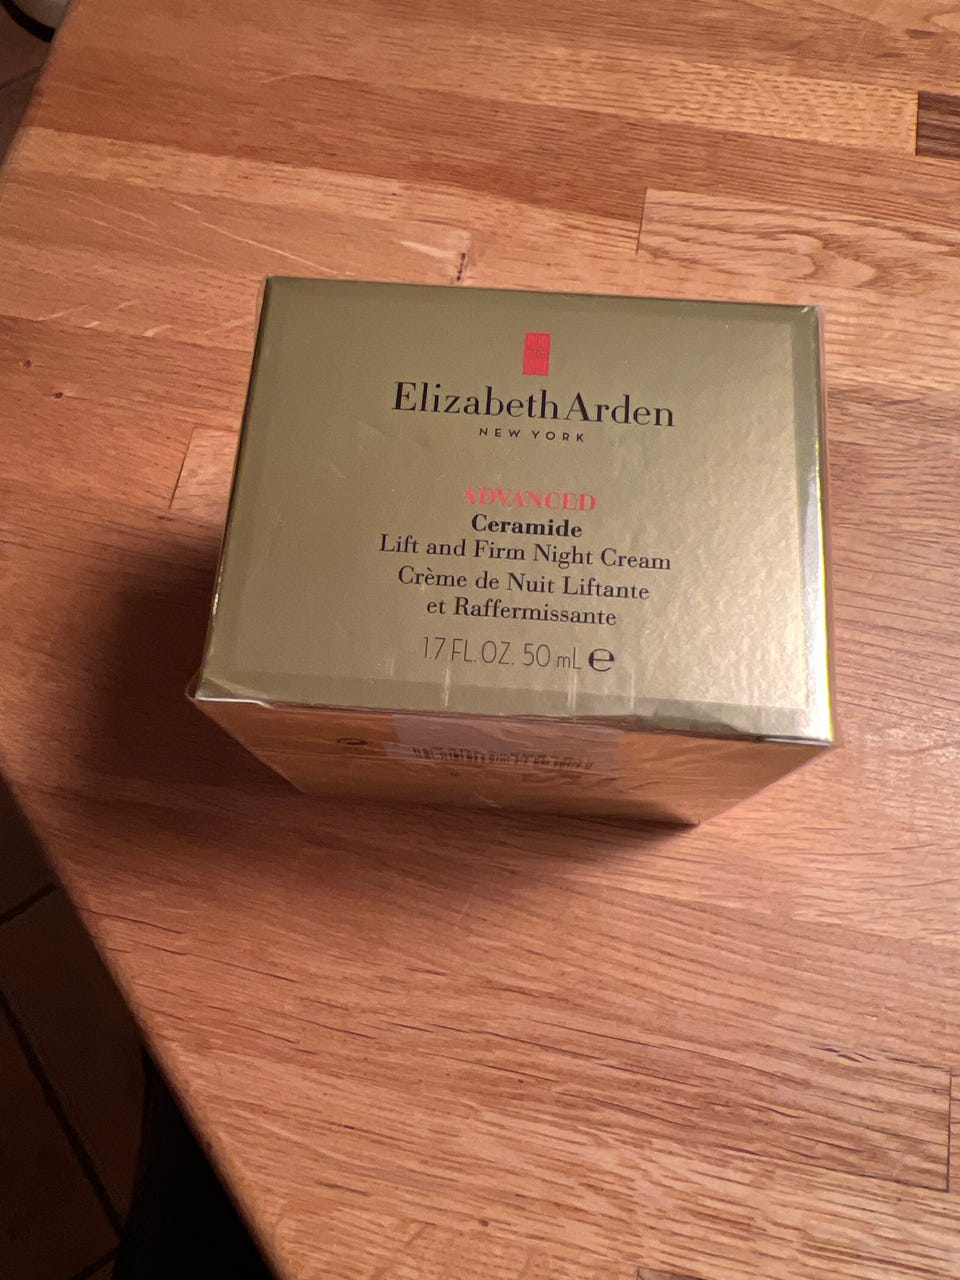 Elizabeth Arden
NEW YORK
ADVANCED
Ceramide
Lift and Firm Night Cream
Crème de Nuit Liftante
et Raffermissante
1.7 FL. OZ. 50 mL ℮